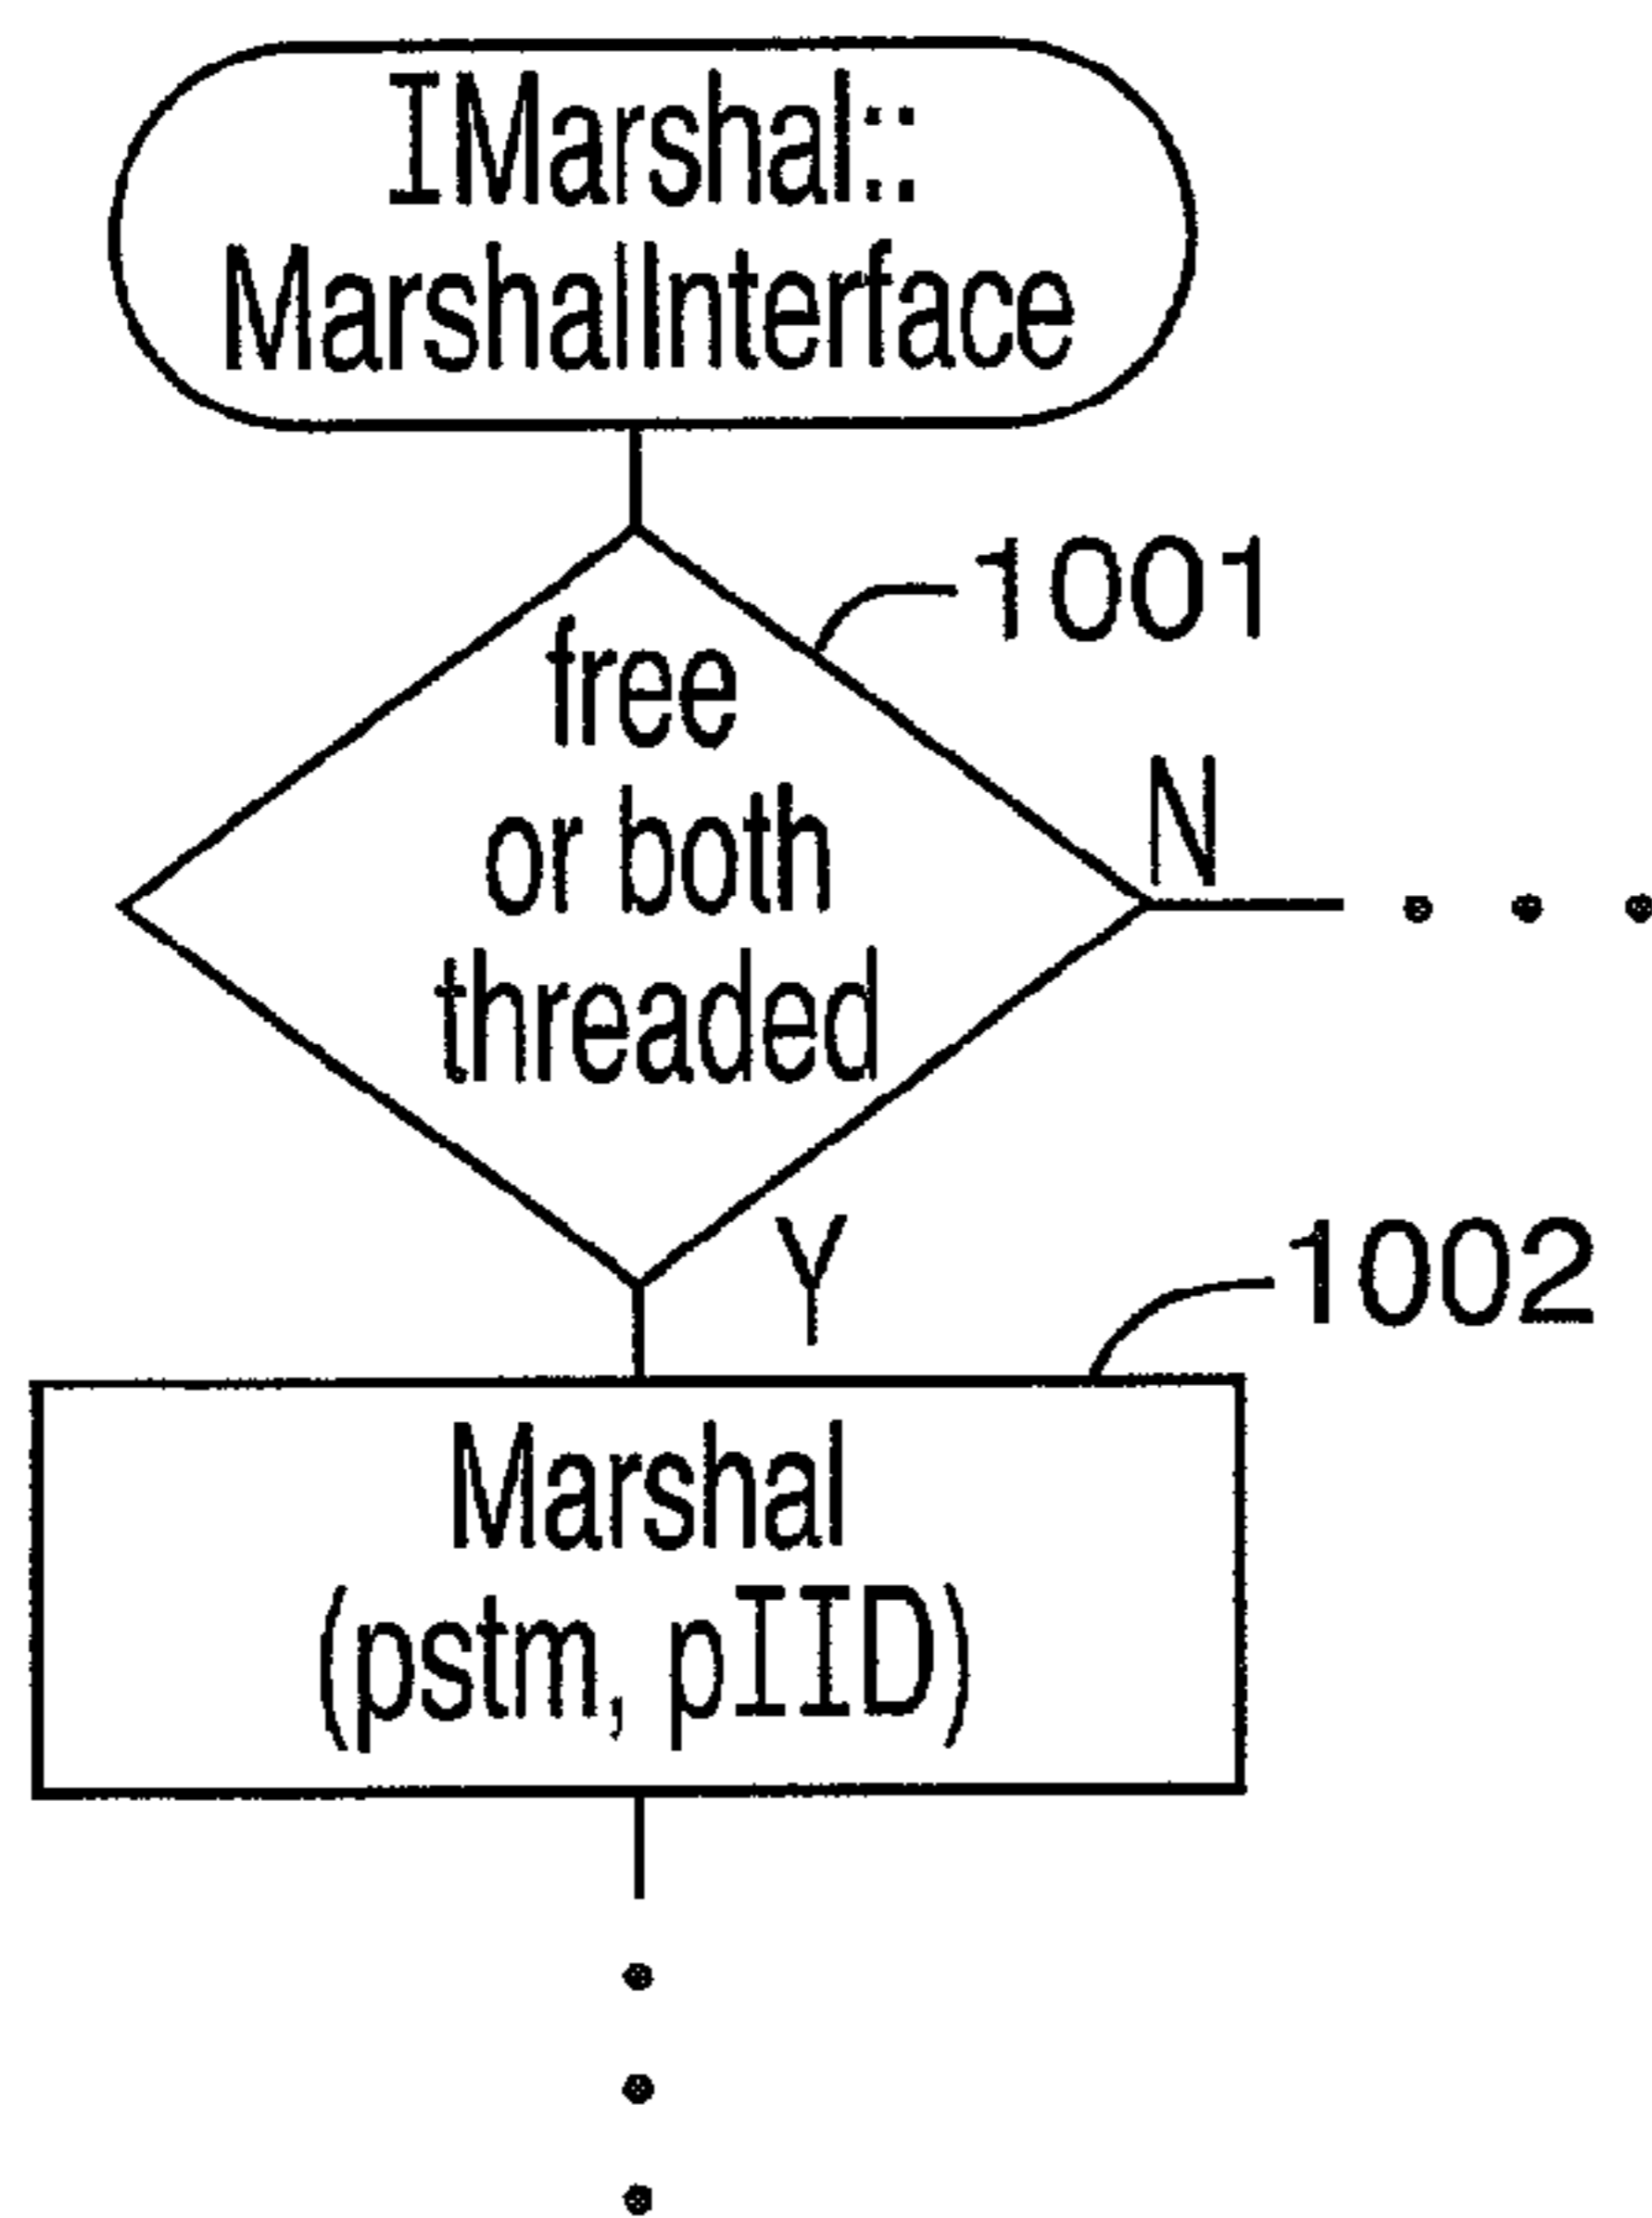 IMarshal::
MarshalInterface
1001
free
or both
threaded
N
Y
1002
Marshal
(pstm, pIID)